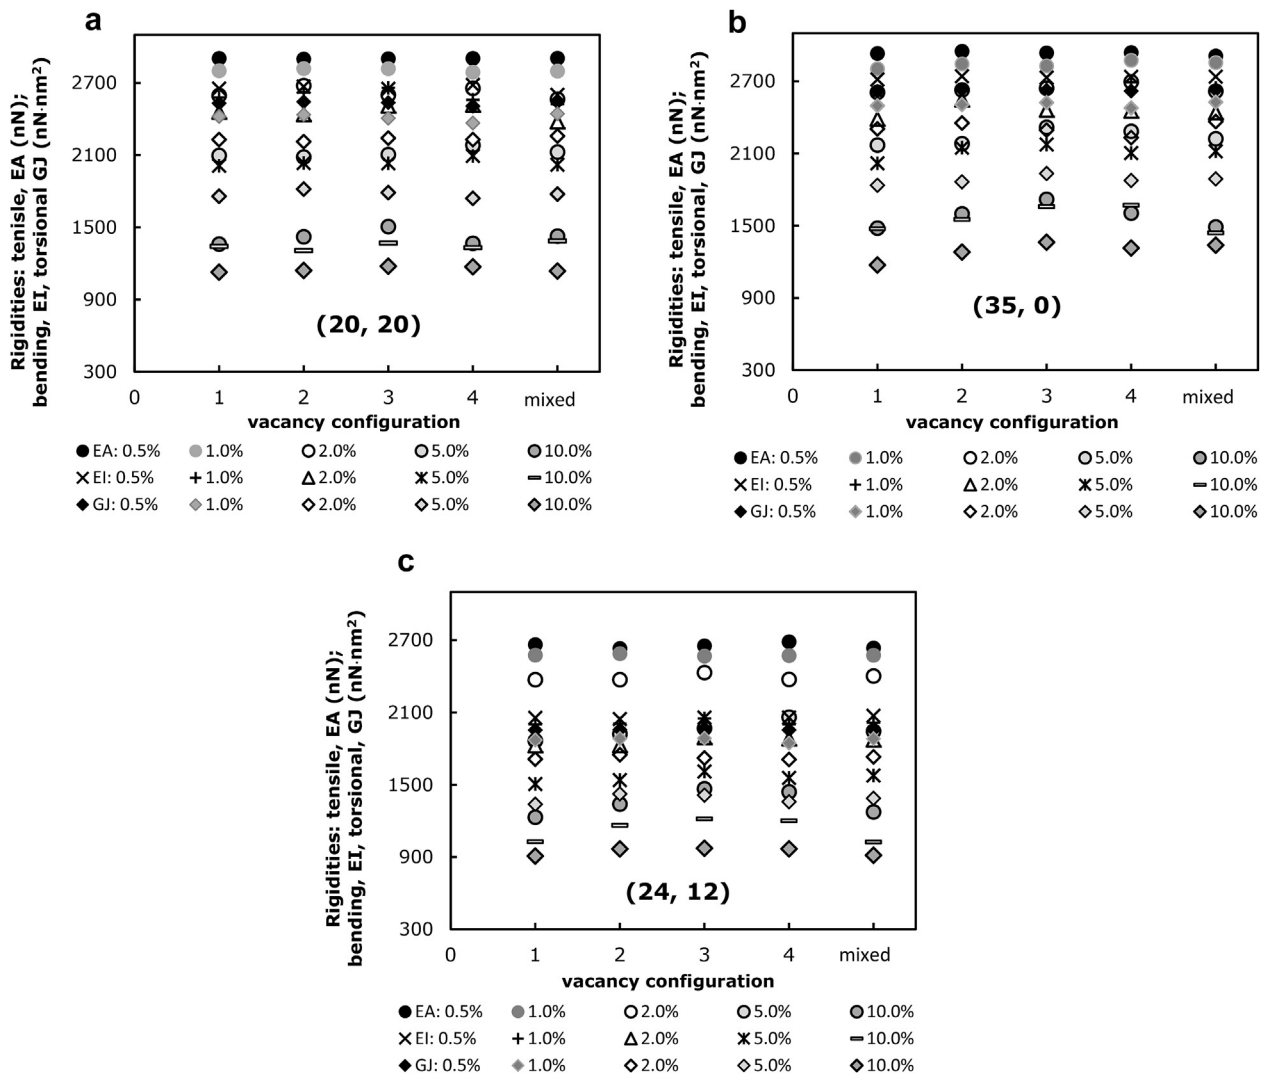 a
Rigidities: tenisle, EA (nN);
bending, EI, torsional GJ (nN·nm²)
2700
2100
1500
900
300
(20, 20)
0 1 2 3 4 mixed
vacancy configuration
EA: 0.5% 1.0% 2.0% 5.0% 10.0%
EI: 0.5% 1.0% 2.0% 5.0% 10.0%
GJ: 0.5% 1.0% 2.0% 5.0% 10.0%
b
Rigidities: tensile, EA (nN);
bending, EI, torsional, GJ (nN·nm²)
2700
2100
1500
900
300
(35, 0)
0 1 2 3 4 mixed
vacancy configuration
EA: 0.5% 1.0% 2.0% 5.0% 10.0%
EI: 0.5% 1.0% 2.0% 5.0% 10.0%
GJ: 0.5% 1.0% 2.0% 5.0% 10.0%
c
Rigidities: tensile, EA (nN);
bending, EI, torsional, GJ (nN·nm²)
2700
2100
1500
900
300
(24, 12)
0 1 2 3 4 mixed
vacancy configuration
EA: 0.5% 1.0% 2.0% 5.0% 10.0%
EI: 0.5% 1.0% 2.0% 5.0% 10.0%
GJ: 0.5% 1.0% 2.0% 5.0% 10.0%